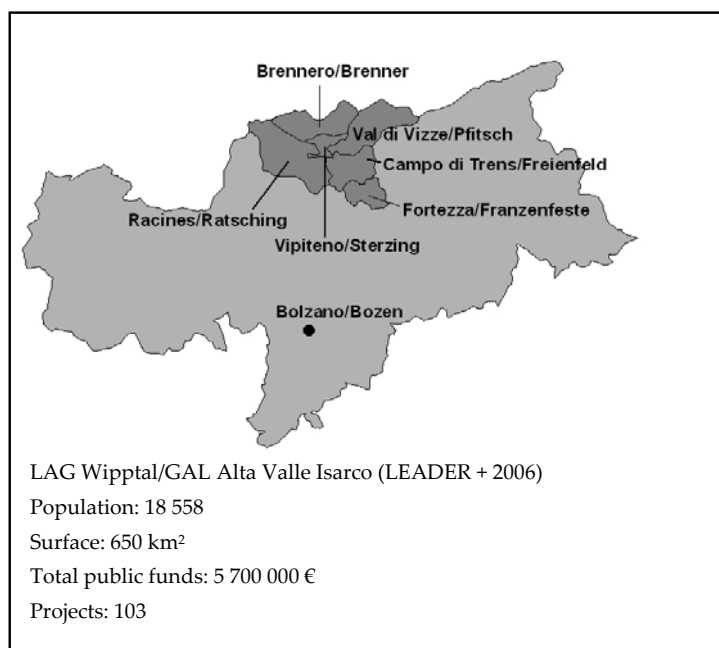 Brennero/Brenner
Val di Vizze/Pfitsch
Campo di Trens/Freienfeld
Racines/Ratsching
Fortezza/Franzenfeste
Vipiteno/Sterzing
Bolzano/Bozen
LAG Wipptal/GAL Alta Valle Isarco (LEADER + 2006)
Population: 18 558
Surface: 650 km²
Total public funds: 5 700 000 €
Projects: 103